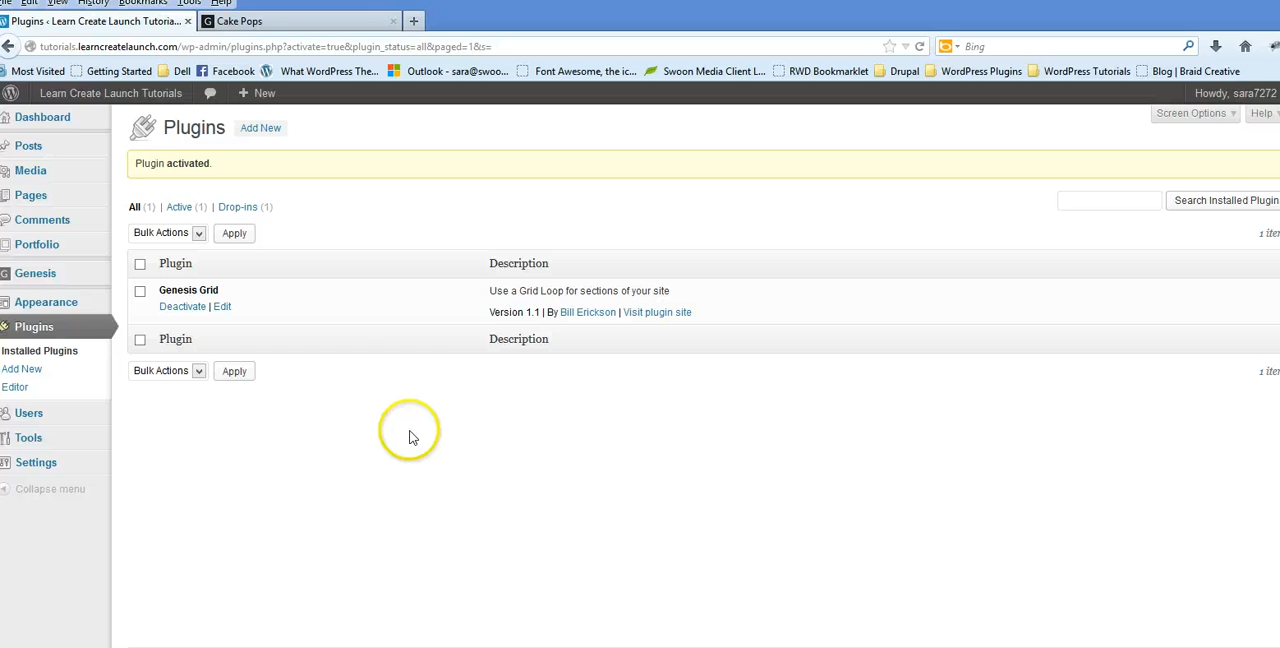 File Edit View History Bookmarks Tools Help
Plugins ‹ Learn Create Launch Tutoria... × G Cake Pops × +
tutorials.learncreatelaunch.com/wp-admin/plugins.php?activate=true&plugin_status=all&paged=1&s= Bing
Most Visited Getting Started Dell Facebook What WordPress The... Outlook - sara@swoo... Font Awesome, the ic... Swoon Media Client L... RWD Bookmarklet Drupal WordPress Plugins WordPress Tutorials Blog | Braid Creative
Learn Create Launch Tutorials + New Howdy, sara7272
Screen Options Help
Dashboard
Posts
Media
Pages
Comments
Portfolio
Genesis
Appearance
Plugins
Installed Plugins
Add New
Editor
Users
Tools
Settings
Collapse menu
Plugins Add New
Plugin activated.
All (1) | Active (1) | Drop-ins (1)
Search Installed Plugin
Bulk Actions Apply
1 iter
Plugin Description
Genesis Grid Use a Grid Loop for sections of your site
Deactivate | Edit Version 1.1 | By Bill Erickson | Visit plugin site
Plugin Description
Bulk Actions Apply
1 iter